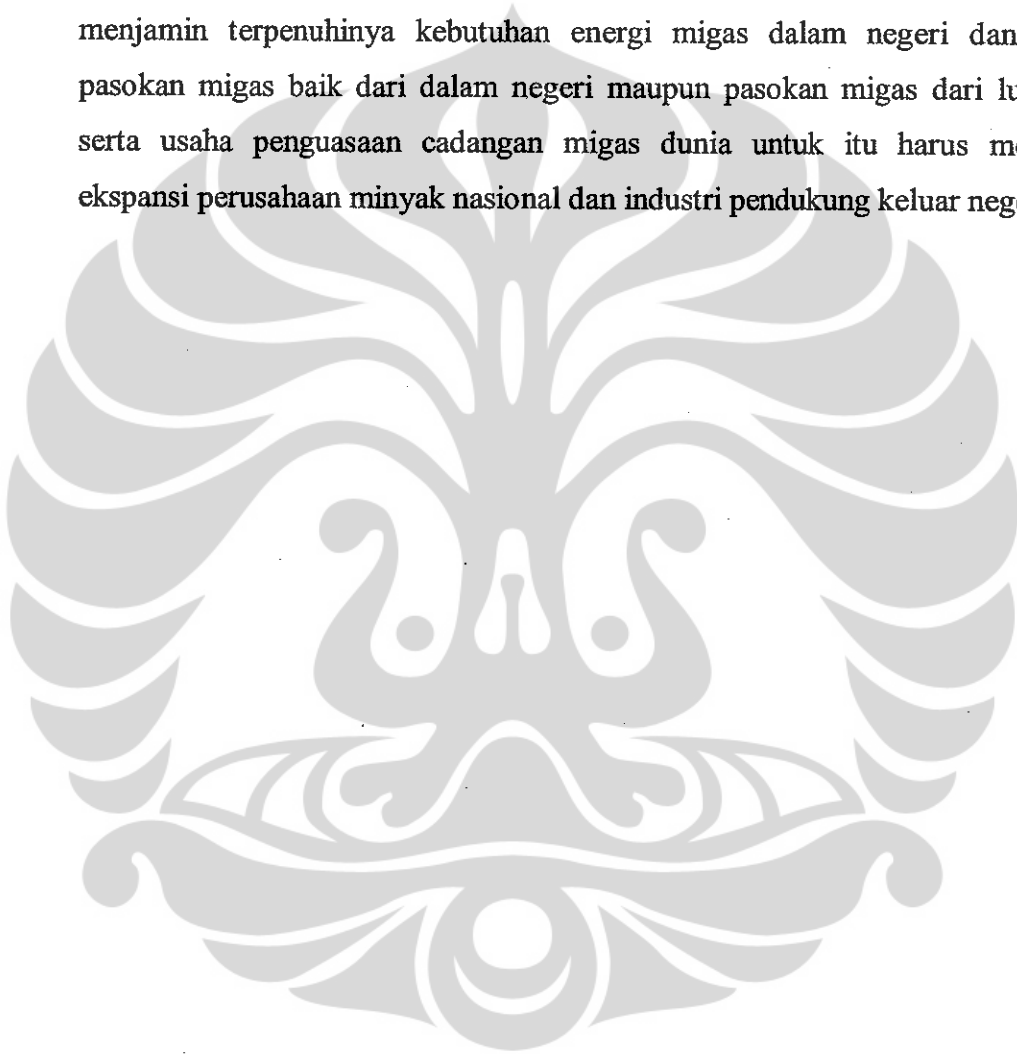 menjamin terpenuhinya kebutuhan energi migas dalam negeri dan
pasokan migas baik dari dalam negeri maupun pasokan migas dari
serta usaha penguasaan cadangan migas dunia untuk itu harus
ekspansi perusahaan minyak nasional dan industri pendukung keluar